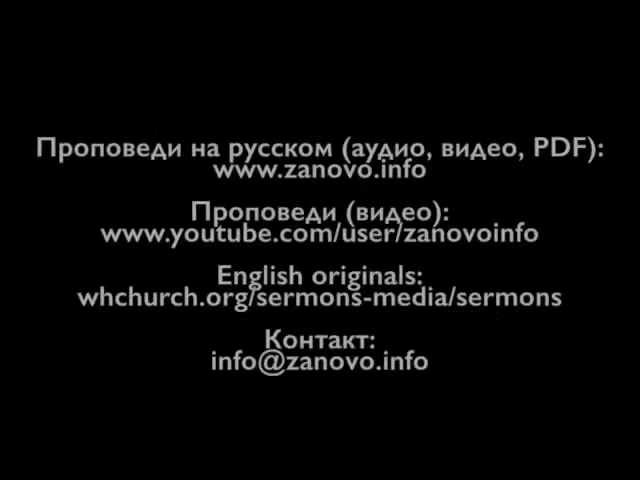 Проповеди на русском (аудио, видео, PDF):
www.zanovo.info
Проповеди (видео):
www.youtube.com/user/zanovoinfo
English originals:
whchurch.org/sermons-media/sermons
Контакт:
info@zanovo.info